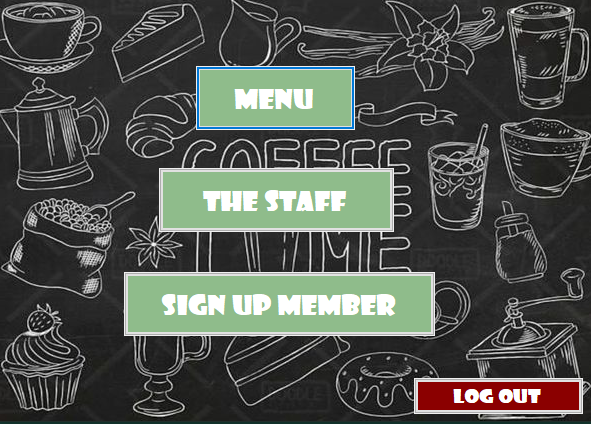 MENU
COFFEE
THE STAFF
TIME
SIGN UP MEMBER
LOG OUT